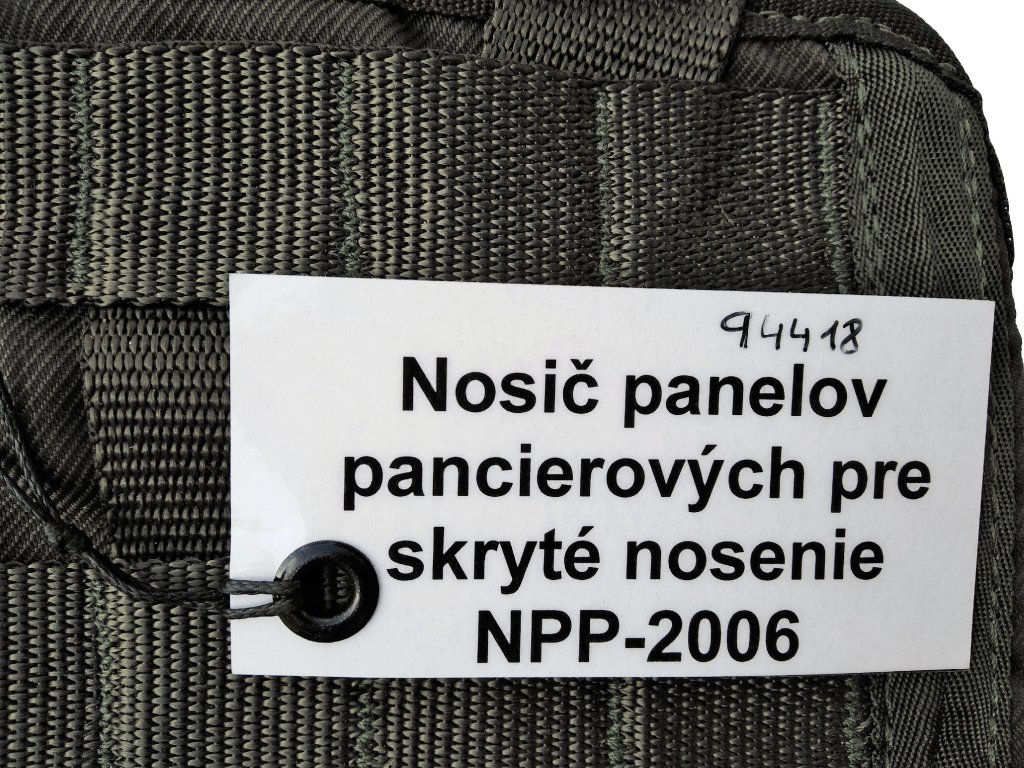 94418
Nosič panelov
pancierových pre
skryté nosenie
NPP-2006